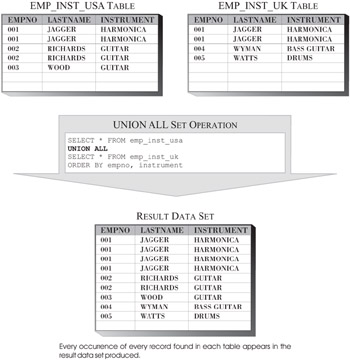 EMP_INST_USA TABLE
EMPNO LASTNAME INSTRUMENT
001 JAGGER HARMONICA
001 JAGGER HARMONICA
002 RICHARDS GUITAR
002 RICHARDS GUITAR
003 WOOD GUITAR
EMP_INST_UK TABLE
EMPNO LASTNAME INSTRUMENT
001 JAGGER HARMONICA
001 JAGGER HARMONICA
004 WYMAN BASS GUITAR
005 WATTS DRUMS
UNION ALL SET OPERATION
SELECT * FROM emp_inst_usa
UNION ALL
SELECT * FROM emp_inst_uk
ORDER BY empno, instrument
RESULT DATA SET
EMPNO LASTNAME INSTRUMENT
001 JAGGER HARMONICA
001 JAGGER HARMONICA
001 JAGGER HARMONICA
001 JAGGER HARMONICA
002 RICHARDS GUITAR
002 RICHARDS GUITAR
003 WOOD GUITAR
004 WYMAN BASS GUITAR
005 WATTS DRUMS
Every occurrence of every record found in each table appears in the
result data set produced.